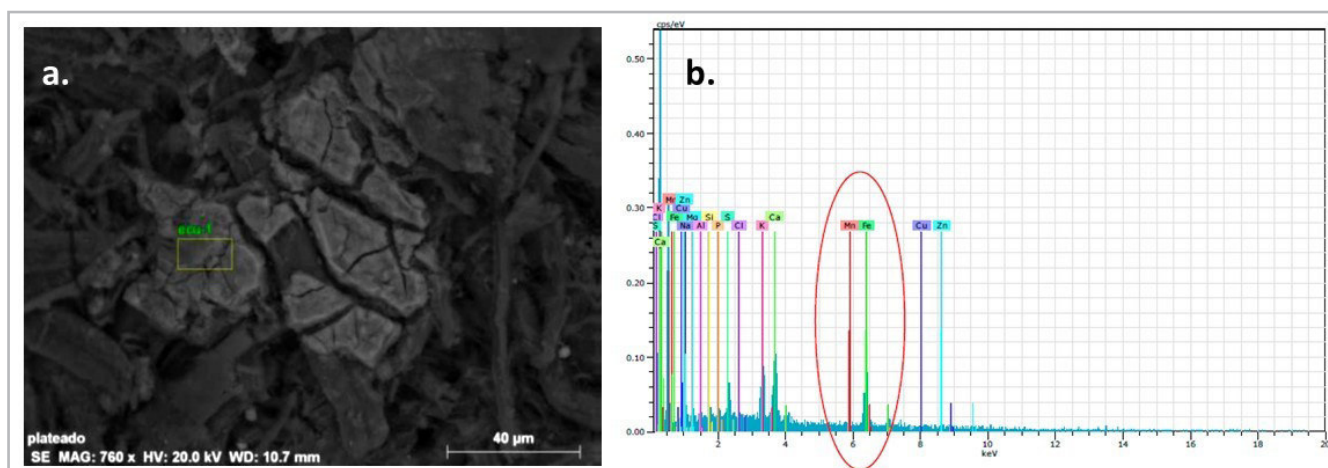 a.
ecu-1
plateado
SE MAG: 760 x HV: 20.0 kV WD: 10.7 mm
40 µm
cps/eV
b.
0.50
0.40
0.30
0.20
0.10
0.00
Zn
K Cu
Cl Fe Si S Ca
S Na Al P Cl K Mn Fe Cu Zn
Ca
2 4 6 8 10 12 14 16 18 20
keV